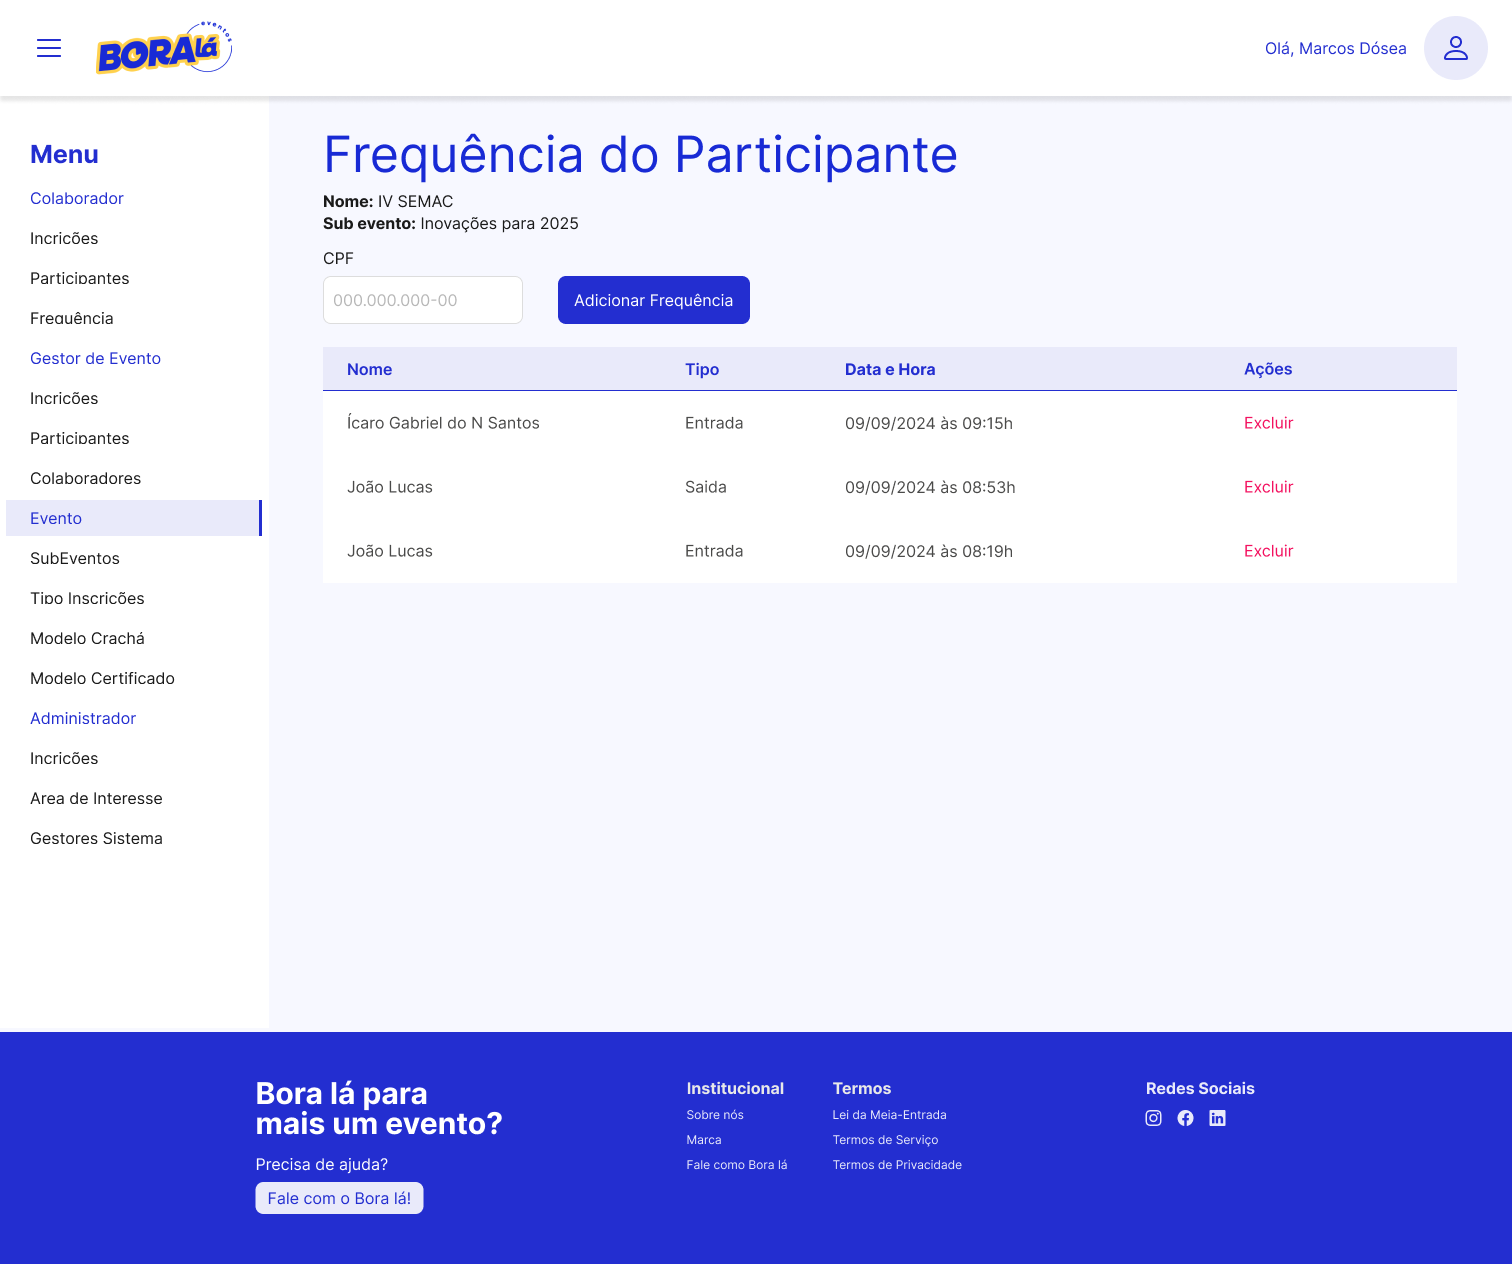 BORA lá eventos
Olá, Marcos Dósea
Menu
Colaborador
Incricões
Participantes
Frequência
Gestor de Evento
Incricões
Participantes
Colaboradores
Evento
SubEventos
Tipo Inscricões
Modelo Crachá
Modelo Certificado
Administrador
Incricões
Area de Interesse
Gestores Sistema
Frequência do Participante
Nome: IV SEMAC
Sub evento: Inovações para 2025
CPF
000.000.000-00
Adicionar Frequência
Nome Tipo Data e Hora Ações
Ícaro Gabriel do N Santos Entrada 09/09/2024 às 09:15h Excluir
João Lucas Saida 09/09/2024 às 08:53h Excluir
João Lucas Entrada 09/09/2024 às 08:19h Excluir
Bora lá para
mais um evento?
Precisa de ajuda?
Fale com o Bora lá!
Institucional
Sobre nós
Marca
Fale como Bora lá
Termos
Lei da Meia-Entrada
Termos de Serviço
Termos de Privacidade
Redes Sociais